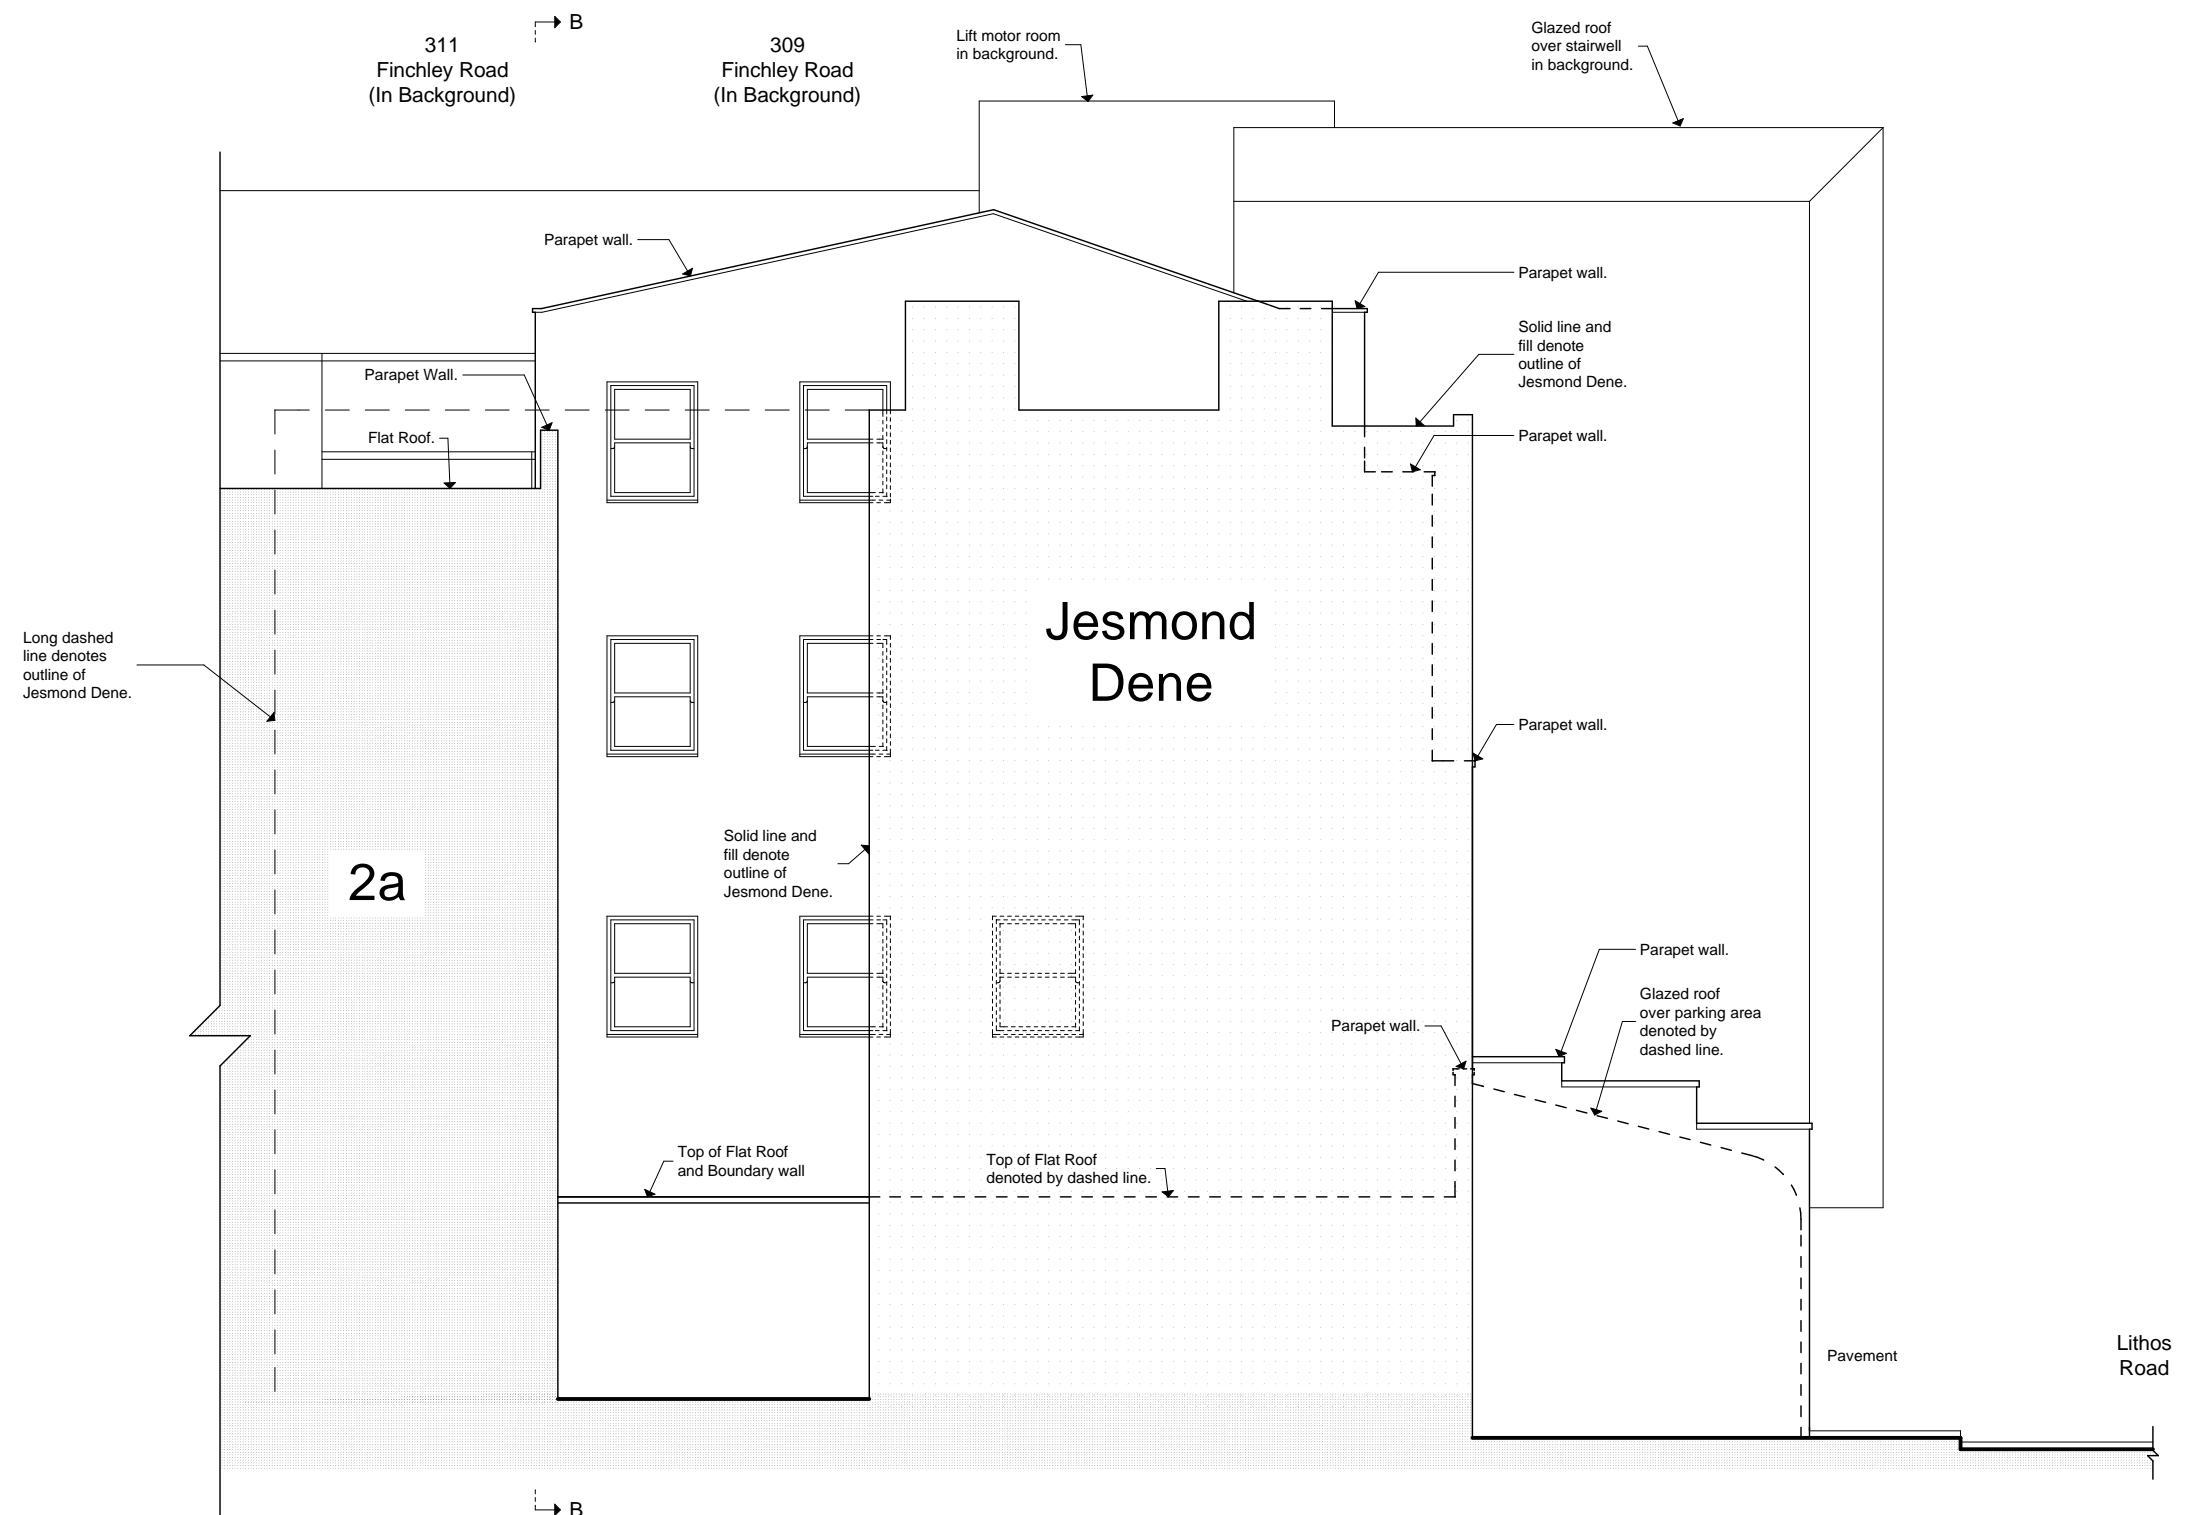 B
311
Finchley Road
(In Background)
309
Finchley Road
(In Background)
Lift motor room
in background.
Glazed roof
over stairwell
in background.
Parapet wall.
Parapet wall.
Solid line and
fill denote
outline of
Jesmond Dene.
Parapet Wall.
Flat Roof.
Parapet wall.
Jesmond
Dene
Long dashed
line denotes
outline of
Jesmond Dene.
Parapet wall.
Solid line and
fill denote
outline of
Jesmond Dene.
2a
Parapet wall.
Glazed roof
over parking area
denoted by
dashed line.
Parapet wall.
Top of Flat Roof
and Boundary wall
Top of Flat Roof
denoted by dashed line.
Pavement
Lithos
Road
B